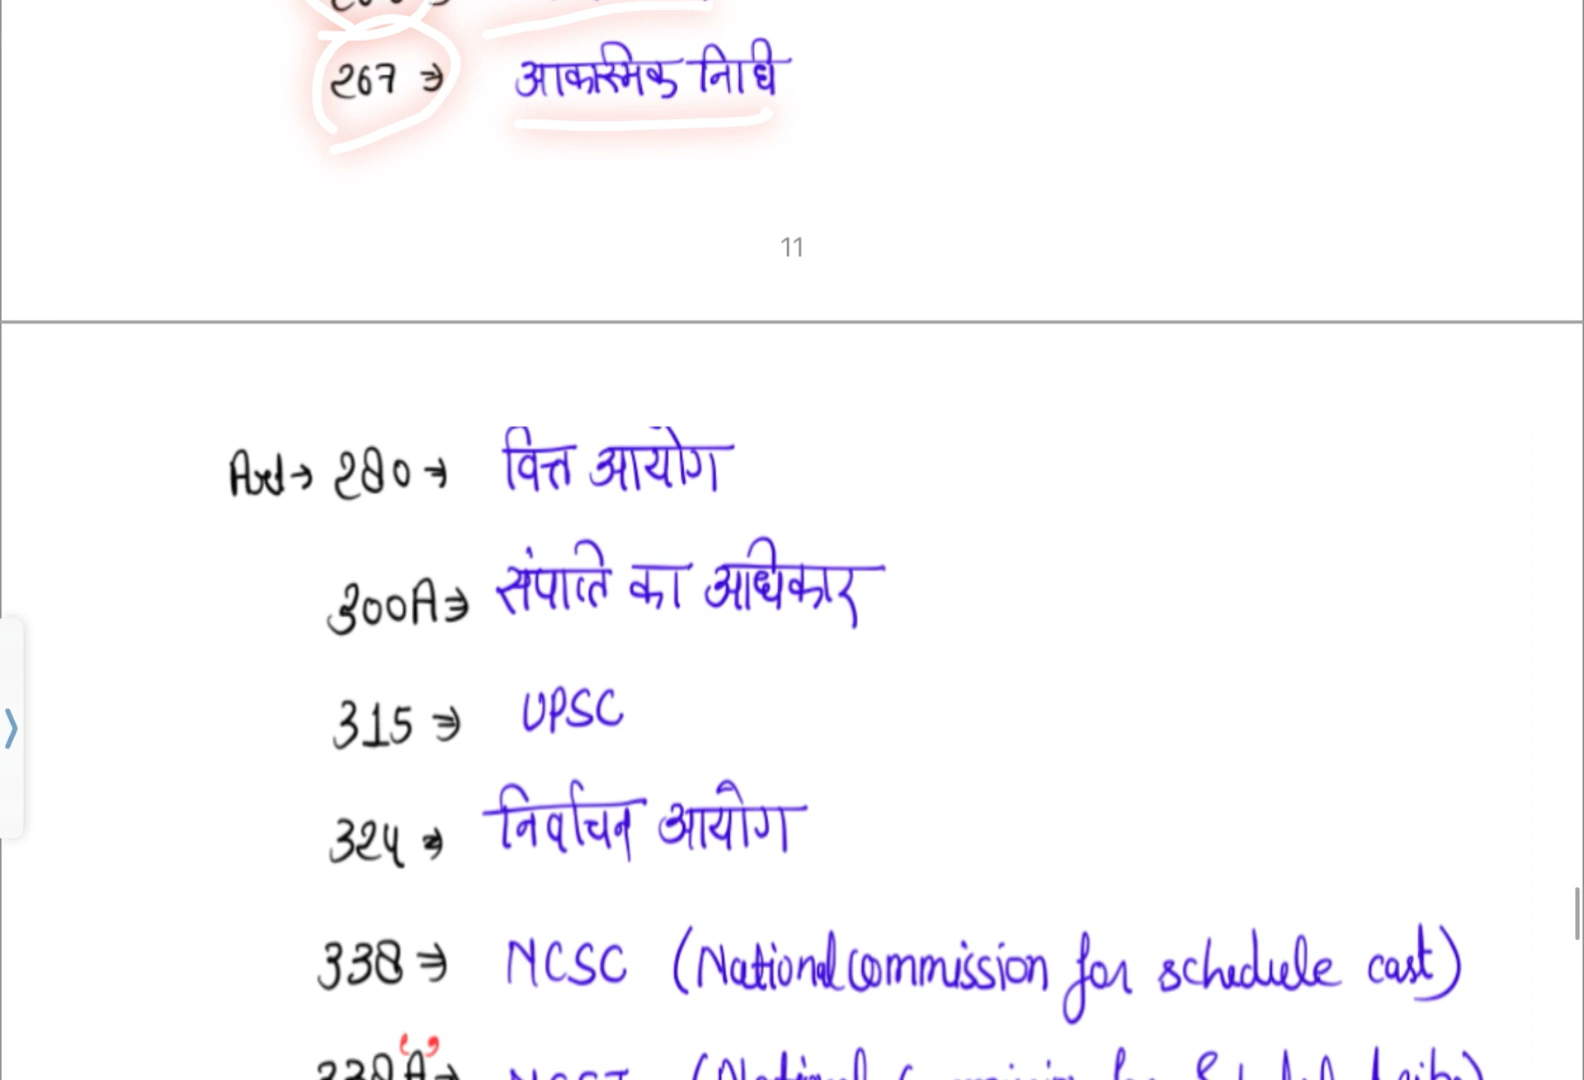 267 ⇒ आकस्मिक निधि
11
Art → 280 → वित्त आयोग
300A ⇒ संपत्ति का अधिकार
315 ⇒ UPSC
324 ⇒ निर्वाचन आयोग
338 ⇒ NCSC (National Commission for schedule cast)
338 'A' →